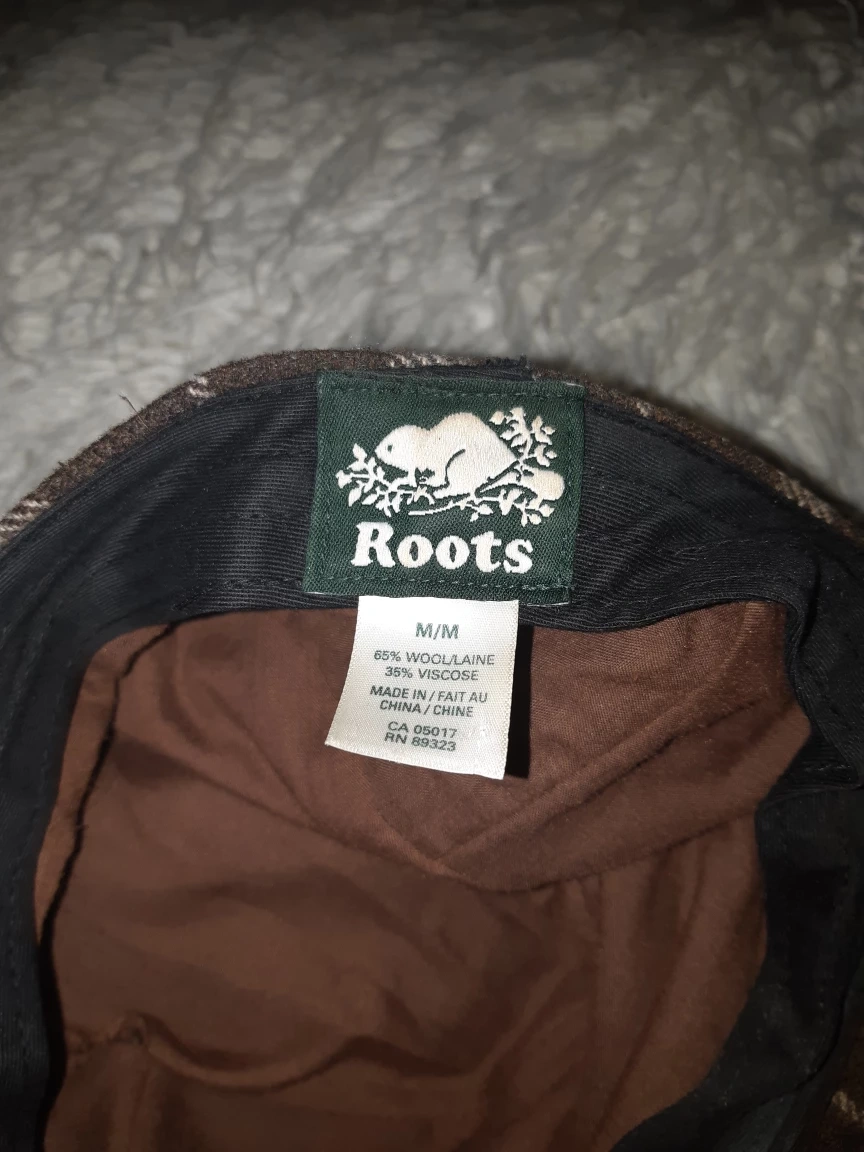 Roots
M/M
65% WOOL/LAINE
35% VISCOSE
MADE IN / FAIT AU
CHINA / CHINE
CA 05017
RN 89323